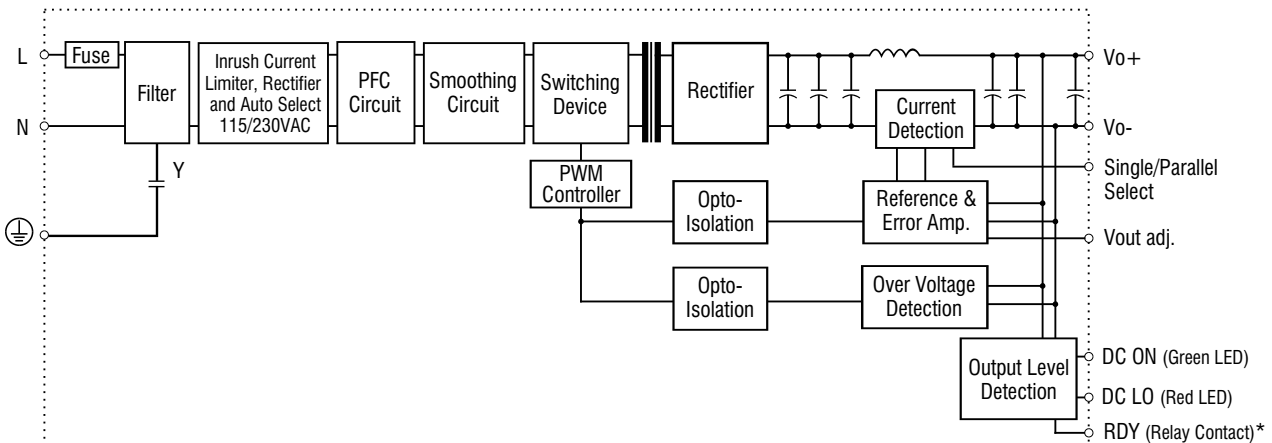 L
Fuse
N
Filter
Y
Inrush Current
Limiter, Rectifier
and Auto Select
115/230VAC
PFC
Circuit
Smoothing
Circuit
Switching
Device
Rectifier
Current
Detection
Vo+
Vo-
Single/Parallel
Select
PWM
Controller
Opto-
Isolation
Reference &
Error Amp.
Vout adj.
Opto-
Isolation
Over Voltage
Detection
Output Level
Detection
DC ON (Green LED)
DC LO (Red LED)
RDY (Relay Contact)*